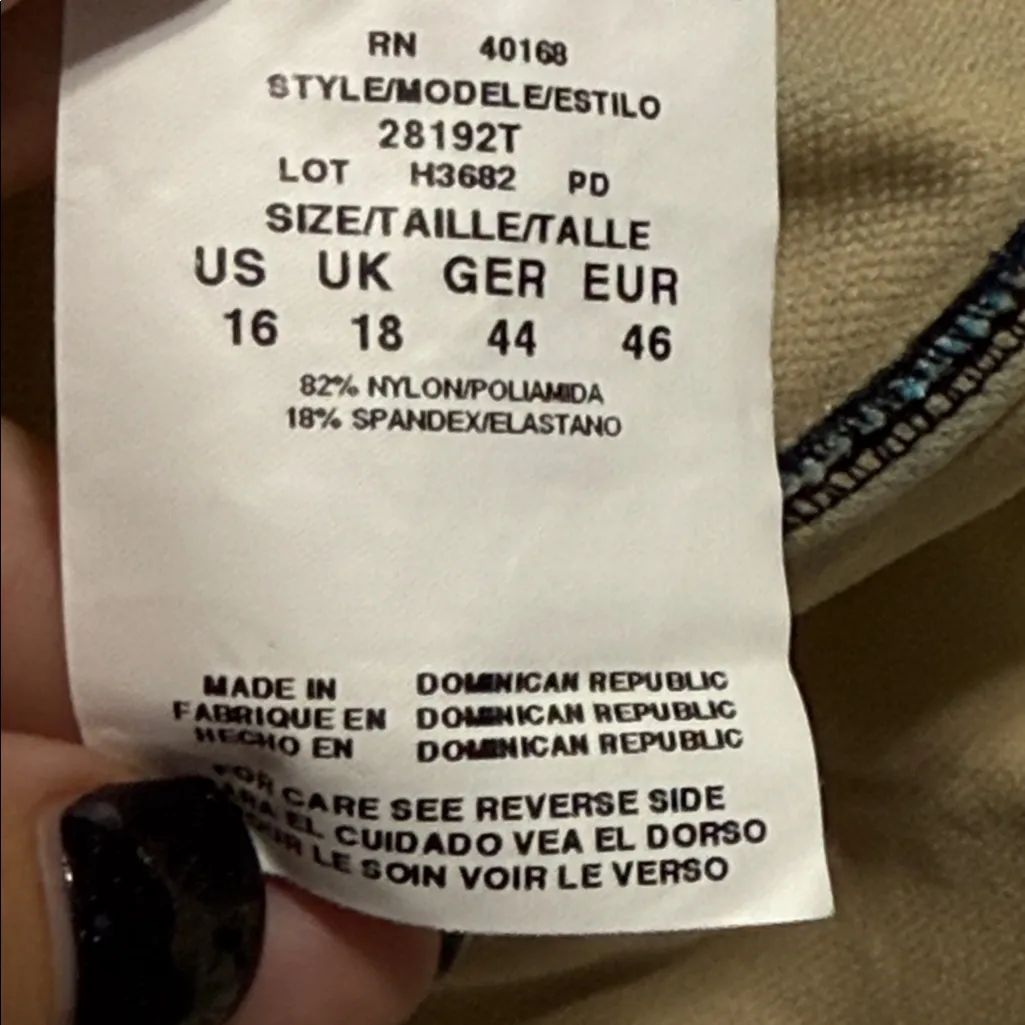 RN 40168
STYLE/MODELE/ESTILO
28192T
LOT H3682 PD
SIZE/TAILLE/TALLE
US UK GER EUR
16 18 44 46
82% NYLON/POLIAMIDA
18% SPANDEX/ELASTANO
MADE IN DOMINICAN REPUBLIC
FABRIQUE EN DOMINICAN REPUBLIC
HECHO EN DOMINICAN REPUBLIC
FOR CARE SEE REVERSE SIDE
EL CUIDADO VEA EL DORSO
LE SOIN VOIR LE VERSO